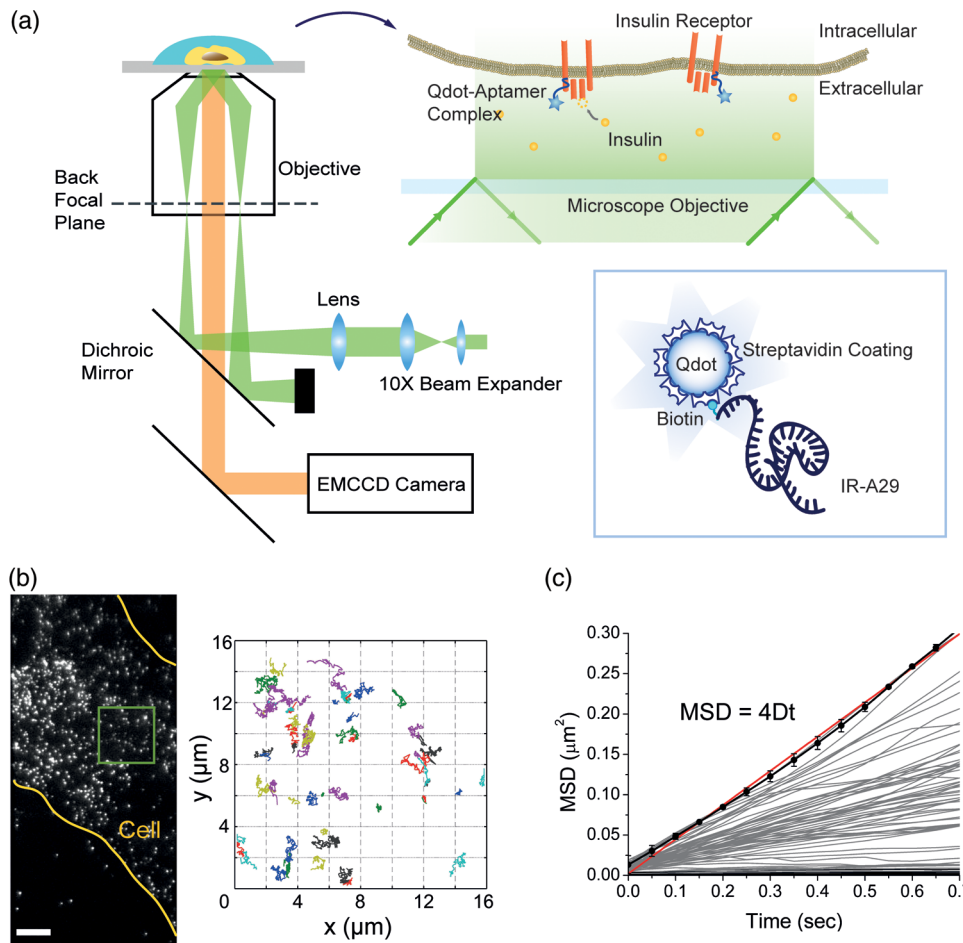 (a)
Insulin Receptor
Intracellular
Extracellular
Qdot-Aptamer
Complex
Insulin
Objective
Back
Focal
Plane
Microscope Objective
Lens
Dichroic
Mirror
10X Beam Expander
EMCCD Camera
Qdot
Streptavidin Coating
Biotin
IR-A29
(b)
Cell
16
12
8
4
0
y (μm)
4
8
12
16
x (μm)
(c)
0.30
0.25
0.20
0.15
0.10
0.05
0.00
MSD (μm²)
MSD = 4Dt
0.0
0.1
0.2
0.3
0.4
0.5
0.6
0.7
Time (sec)